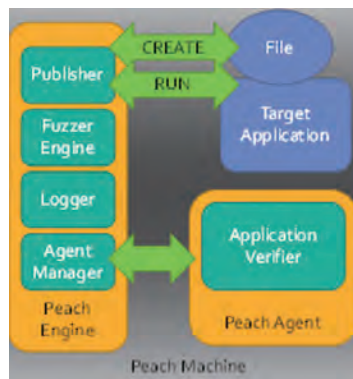 CREATE
File
Publisher
RUN
Target
Application
Fuzzer
Engine
Logger
Agent
Manager
Application
Verifier
Peach
Engine
Peach Agent
Peach Machine